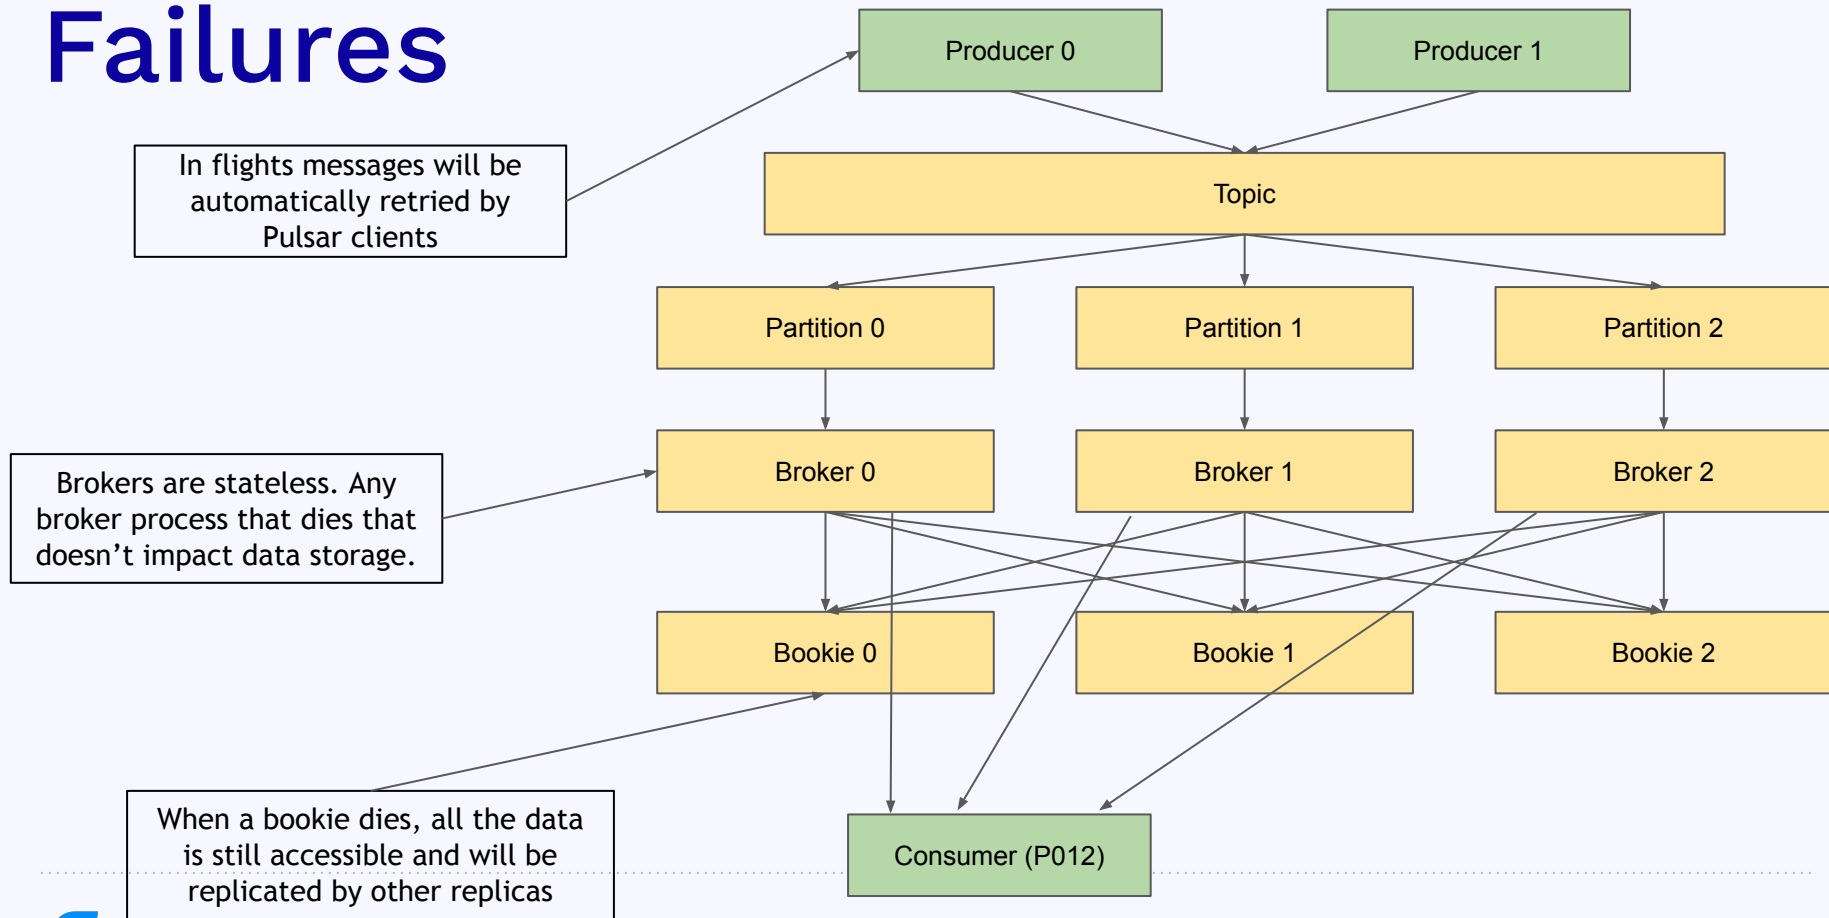 Failures
Producer 0
Producer 1
In flights messages will be
automatically retried by
Pulsar clients
Topic
Partition 0
Partition 1
Partition 2
Brokers are stateless. Any
broker process that dies that
doesn’t impact data storage.
Broker 0
Broker 1
Broker 2
Bookie 0
Bookie 1
Bookie 2
When a bookie dies, all the data
is still accessible and will be
replicated by other replicas
Consumer (P012)